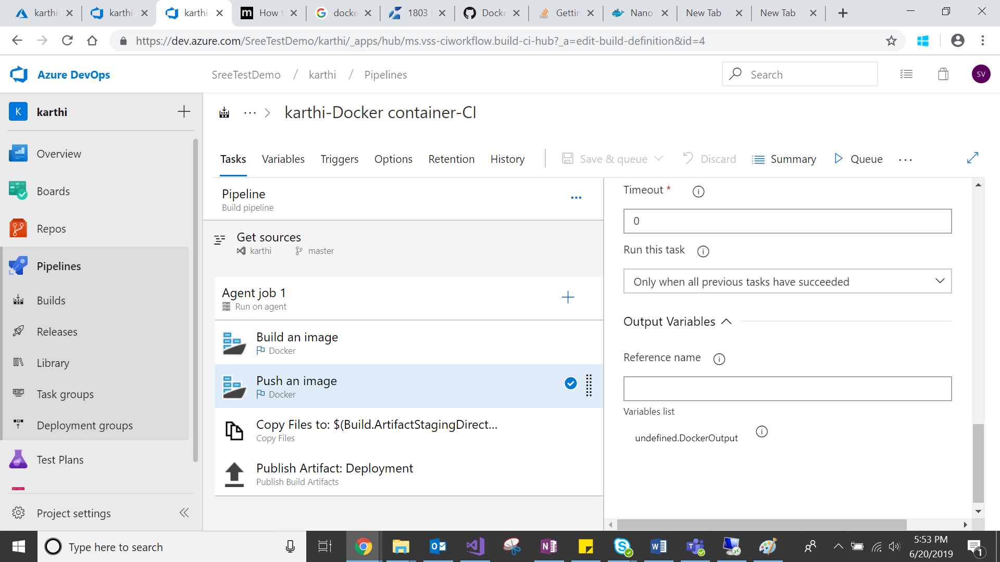 karthi
karthi-
karthi-
m How t
docke
1803
Docke
Gettin
Nano
New Tab
New Tab
https://dev.azure.com/SreeTestDemo/karthi/_apps/hub/ms.vss-ciworkflow.build-ci-hub?_a=edit-build-definition&id=4
Azure DevOps
SreeTestDemo / karthi / Pipelines
Search
SV
K karthi
Overview
Boards
Repos
Pipelines
Builds
Releases
Library
Task groups
Deployment groups
Test Plans
Project settings
··· > karthi-Docker container-CI
Tasks Variables Triggers Options Retention History
Save & queue Discard Summary Queue ···
Pipeline
Build pipeline
Get sources
karthi master
Agent job 1
Run on agent
Build an image
Docker
Push an image
Docker
Copy Files to: $(Build.ArtifactStagingDirect...
Copy Files
Publish Artifact: Deployment
Publish Build Artifacts
Timeout *
0
Run this task
Only when all previous tasks have succeeded
Output Variables
Reference name
Variables list
undefined.DockerOutput
Type here to search
5:53 PM
6/20/2019
1